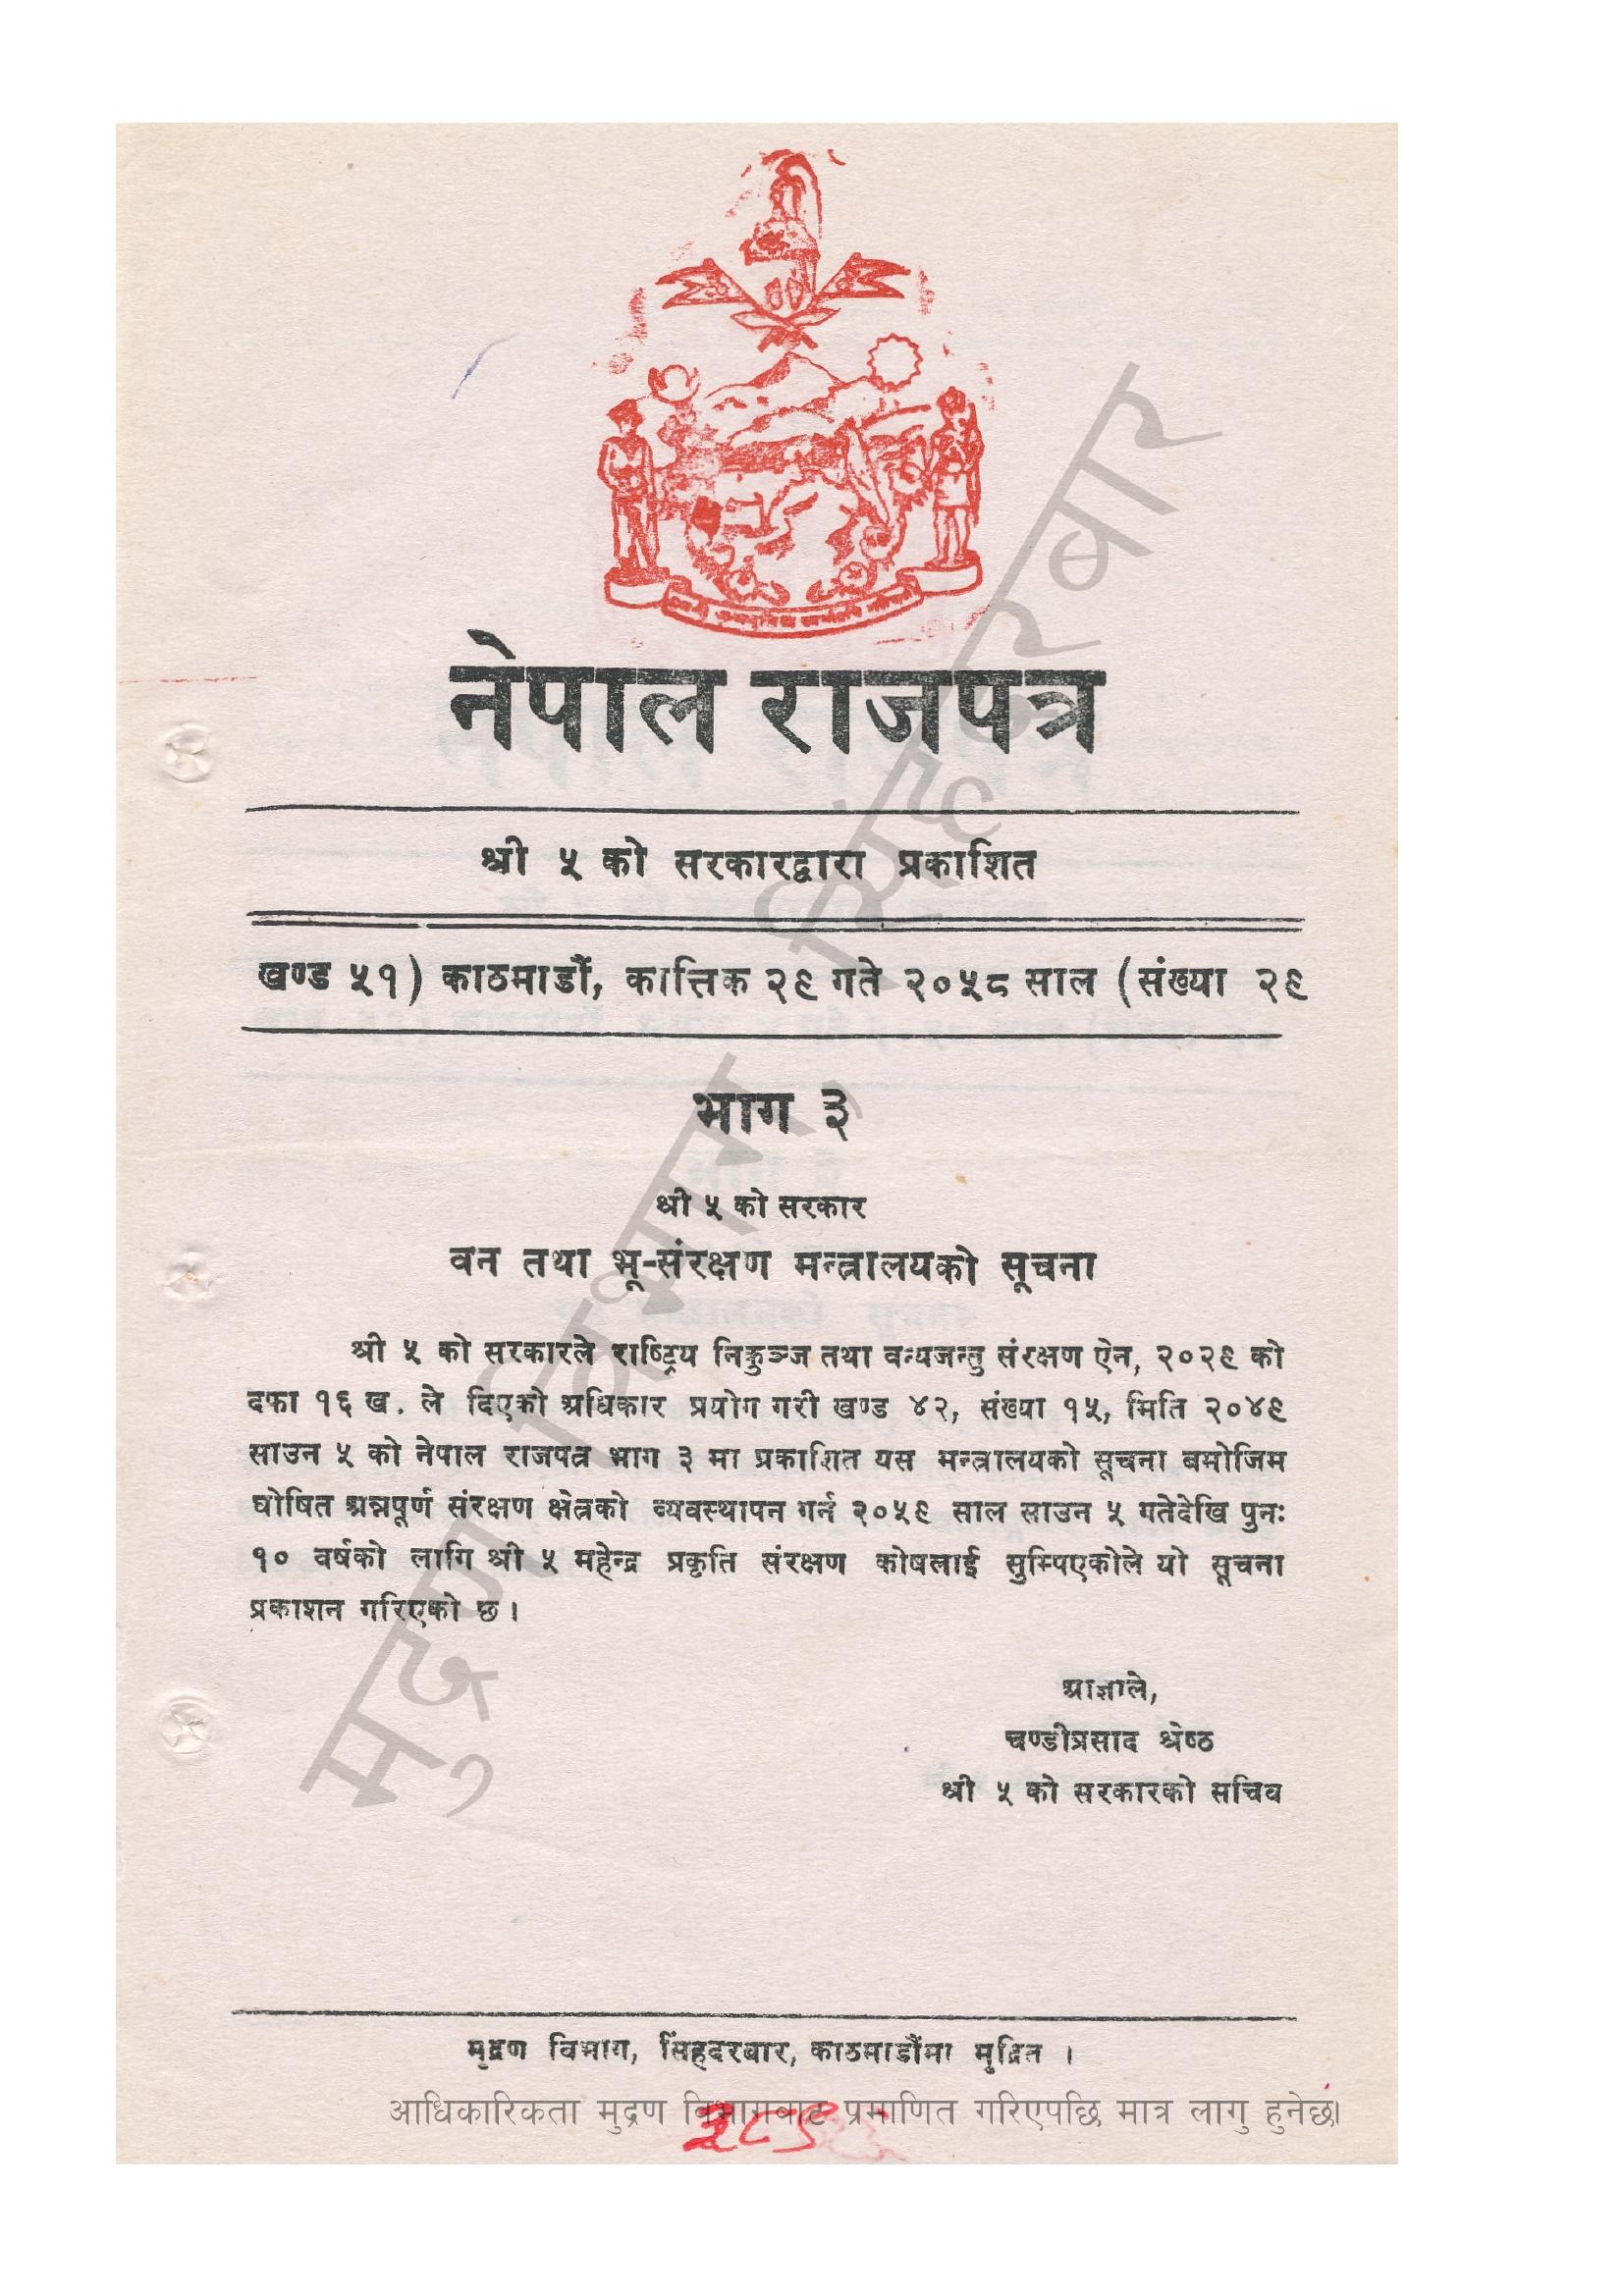 नेपाल राजपत्र
श्री ५ को सरकारद्वारा प्रकाशित
खण्ड ५१) काठमाडौं, कात्तिक २९ गते २०५८ साल (संख्या २९
भाग ३
श्री ५ को सरकार
वन तथा भू-संरक्षण मन्त्रालयको सूचना
श्री ५ को सरकारले राष्ट्रिय निकुञ्ज तथा वन्यजन्तु संरक्षण ऐन, २०२९ को
दफा १६ ख. ले दिएको अधिकार प्रयोग गरी खण्ड ४२, संख्या १५, मिति २०४९
साउन ५ को नेपाल राजपत्र भाग ३ मा प्रकाशित यस मन्त्रालयको सूचना बमोजिम
घोषित अन्नपूर्ण संरक्षण क्षेत्रको व्यवस्थापन गर्न २०५९ साल साउन ५ गतेदेखि पुनः
१० वर्षको लागि श्री ५ महेन्द्र प्रकृति संरक्षण कोषलाई सुम्पिएकोले यो सूचना
प्रकाशन गरिएको छ।
आज्ञाले,
चण्डीप्रसाद श्रेष्ठ
श्री ५ को सरकारको सचिव
मुद्रण विभाग, सिंहदरबार, काठमाडौंमा मुद्रित ।
आधिकारिकता मुद्रण विभागबाट प्रमाणित गरिएपछि मात्र लागु हुनेछ।
मुद्रण विभाग, सिंहदरबार